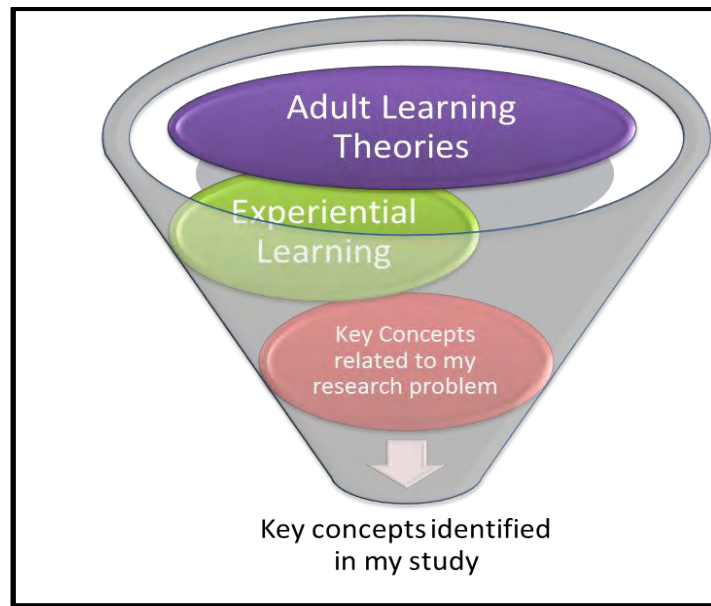 Adult Learning
Theories
Experiential
Learning
Key Concepts
related to my
research problem
Key concepts identified
in my study